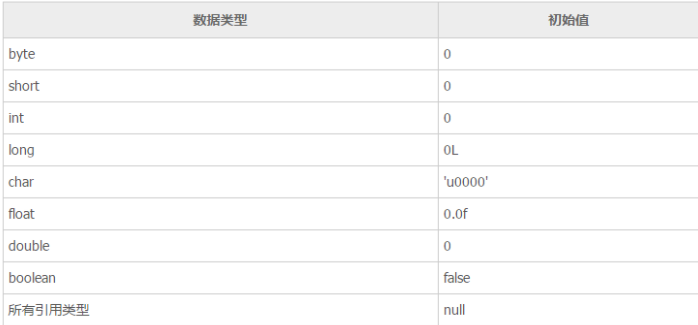 数据类型 初始值
byte 0
short 0
int 0
long 0L
char 'u0000'
float 0.0f
double 0
boolean false
所有引用类型 null